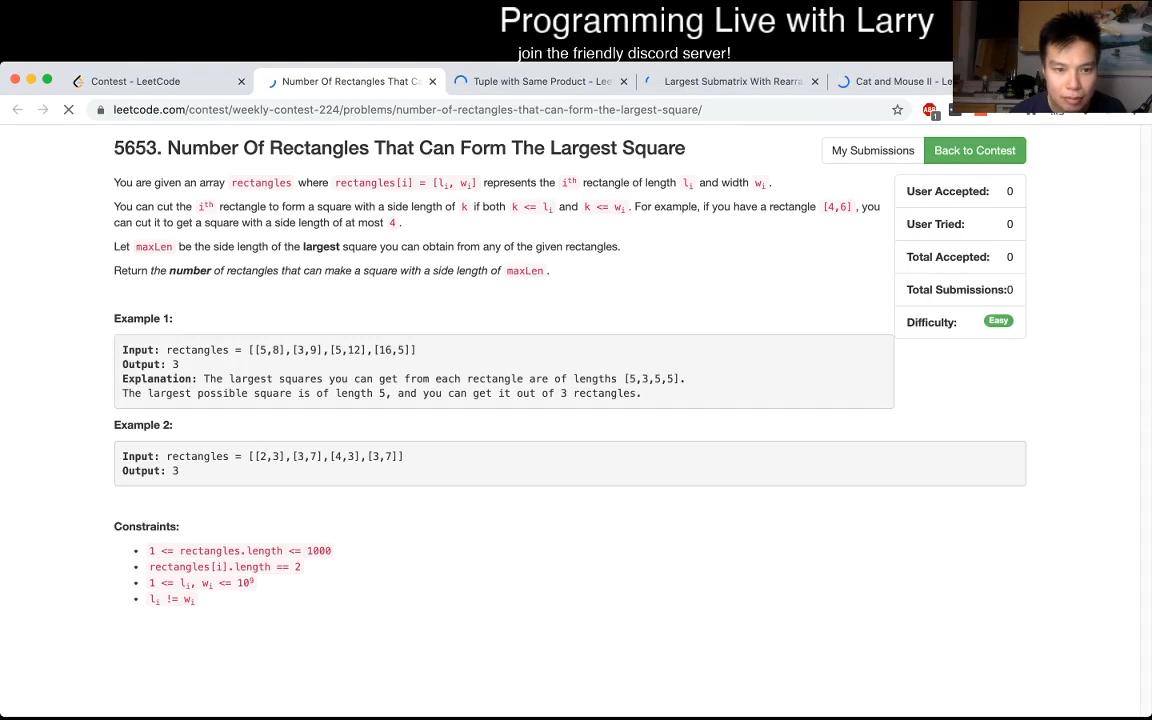 Programming Live with Larry
join the friendly discord server!
Contest - LeetCode
Number Of Rectangles That Ca
Tuple with Same Product - Lee
Largest Submatrix With Rearra
Cat and Mouse II - Le
leetcode.com/contest/weekly-contest-224/problems/number-of-rectangles-that-can-form-the-largest-square/
5653. Number Of Rectangles That Can Form The Largest Square
My Submissions
Back to Contest
You are given an array rectangles where rectangles[i] = [li, wi] represents the ith rectangle of length li and width wi.
You can cut the ith rectangle to form a square with a side length of k if both k <= li and k <= wi. For example, if you have a rectangle [4,6], you
can cut it to get a square with a side length of at most 4.
Let maxLen be the side length of the largest square you can obtain from any of the given rectangles.
Return the number of rectangles that can make a square with a side length of maxLen.
User Accepted: 0
User Tried: 0
Total Accepted: 0
Total Submissions:0
Difficulty: Easy
Example 1:
Input: rectangles = [[5,8],[3,9],[5,12],[16,5]]
Output: 3
Explanation: The largest squares you can get from each rectangle are of lengths [5,3,5,5].
The largest possible square is of length 5, and you can get it out of 3 rectangles.
Example 2:
Input: rectangles = [[2,3],[3,7],[4,3],[3,7]]
Output: 3
Constraints:
• 1 <= rectangles.length <= 1000
• rectangles[i].length == 2
• 1 <= li, wi <= 10⁹
• li != wi